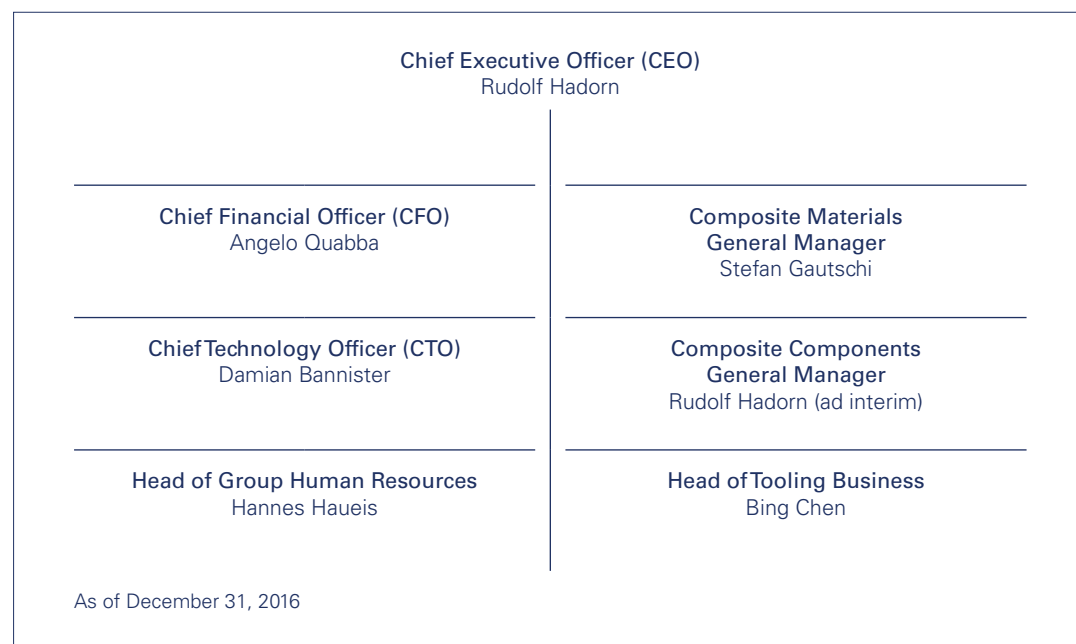 Chief Executive Officer (CEO)
Rudolf Hadorn
Chief Financial Officer (CFO)
Angelo Quabba
Composite Materials
General Manager
Stefan Gautschi
Chief Technology Officer (CTO)
Damian Bannister
Composite Components
General Manager
Rudolf Hadorn (ad interim)
Head of Group Human Resources
Hannes Haueis
Head of Tooling Business
Bing Chen
As of December 31, 2016